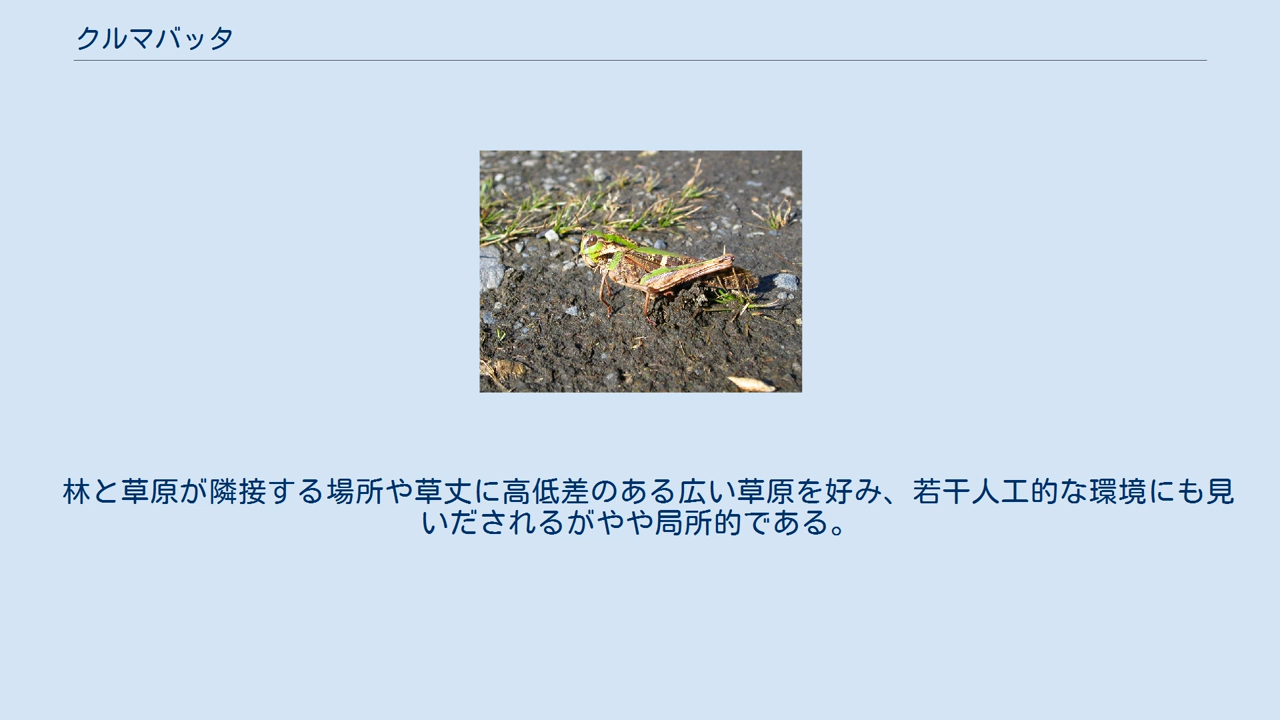 クルマバッタ
林と草原が隣接する場所や草丈に高低差のある広い草原を好み、若干人工的な環境にも見
いだされるがやや局所的である。